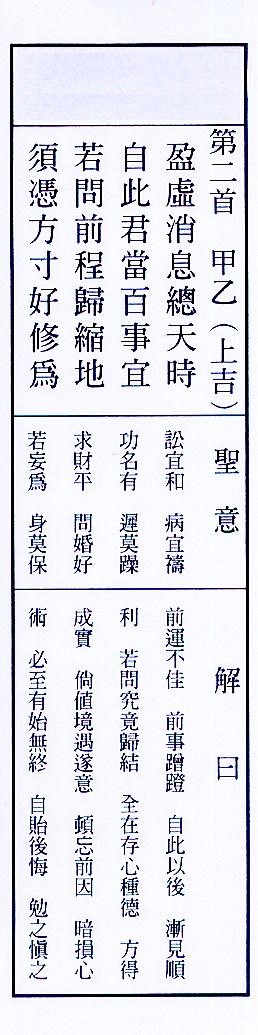 第二首　甲乙（上吉）
盈虛消息總天時
自此君當百事宜
若問前程歸縮地
須憑方寸好修為
聖意
訟宜和　病宜禱
功名有　遲莫躁
求財平　問婚好
若妄為　身莫保
解曰
前運不佳　前事蹭蹬　自此以後　漸見順
利　若問究竟歸結　全在存心種德　方得
成實　倘值境遇遂意　頓忘前因　暗損心
術　必至有始無終　自貽後悔　勉之慎之